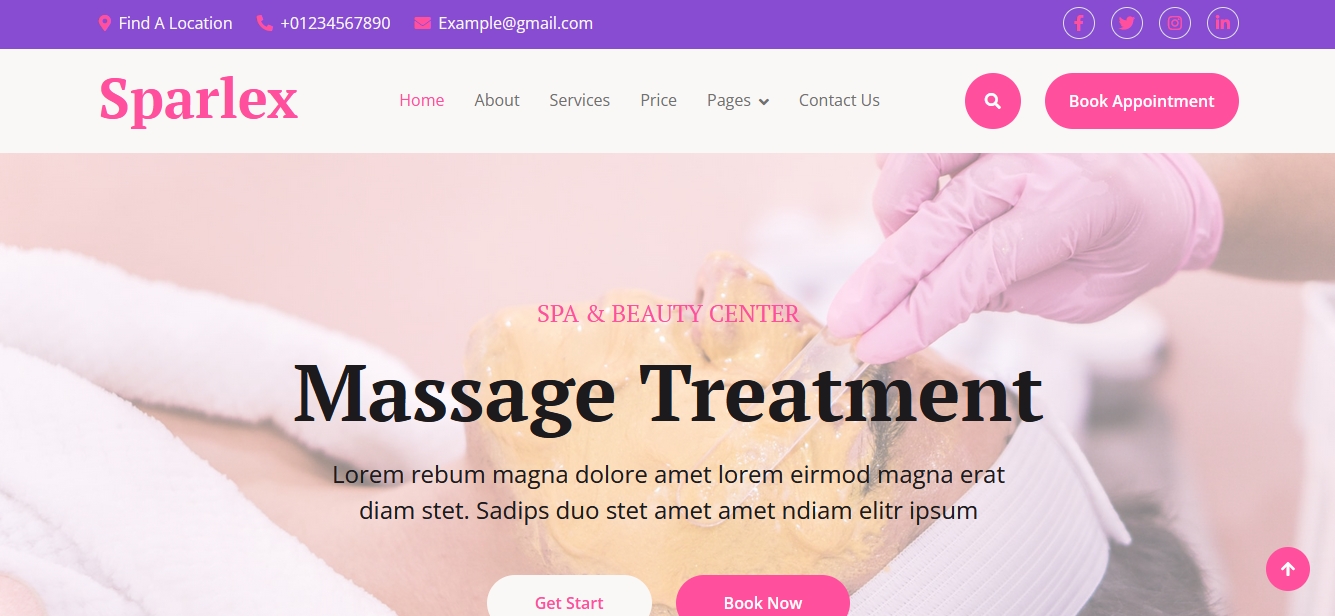 Find A Location +01234567890 Example@gmail.com
Sparlex Home About Services Price Pages Contact Us Book Appointment
SPA & BEAUTY CENTER
Massage Treatment
Lorem rebum magna dolore amet lorem eirmod magna erat
diam stet. Sadips duo stet amet amet ndiam elitr ipsum
Get Start Book Now